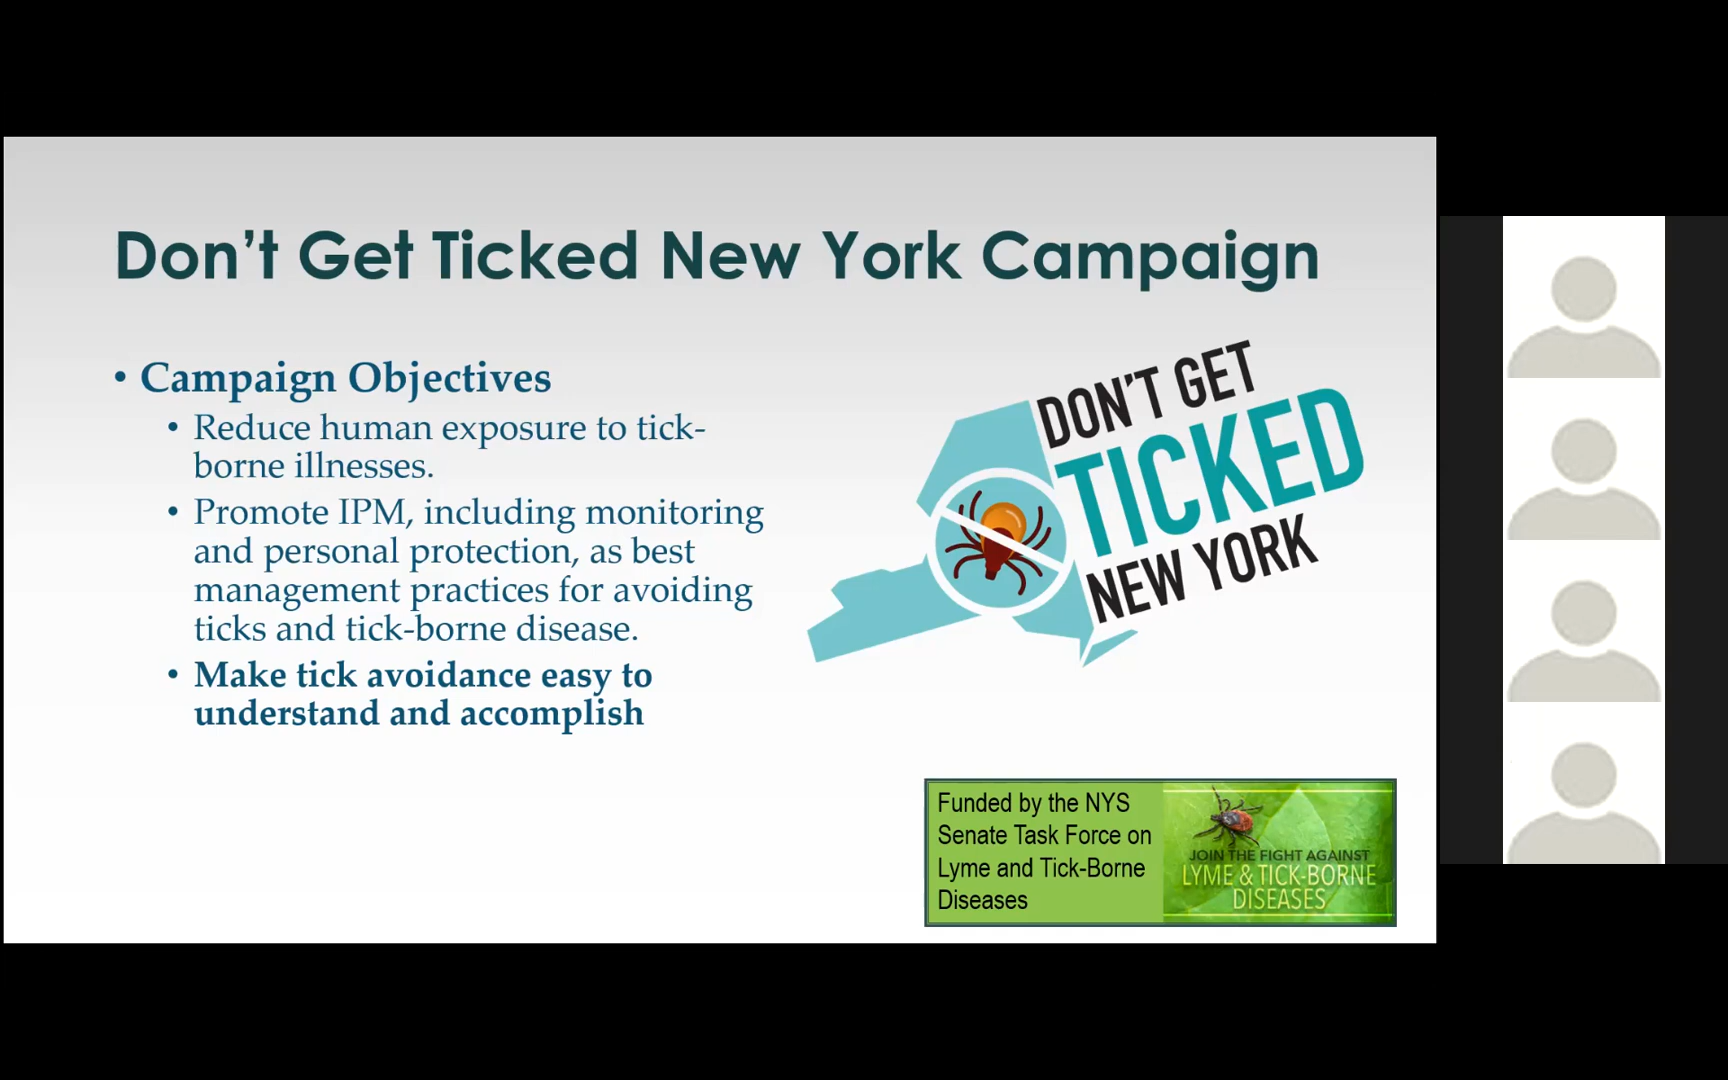 Don’t Get Ticked New York Campaign
• Campaign Objectives
• Reduce human exposure to tick-
borne illnesses.
• Promote IPM, including monitoring
and personal protection, as best
management practices for avoiding
ticks and tick-borne disease.
• Make tick avoidance easy to
understand and accomplish
DON’T GET
TICKED
NEW YORK
Funded by the NYS
Senate Task Force on
Lyme and Tick-Borne
Diseases
JOIN THE FIGHT AGAINST
LYME & TICK-BORNE
DISEASES